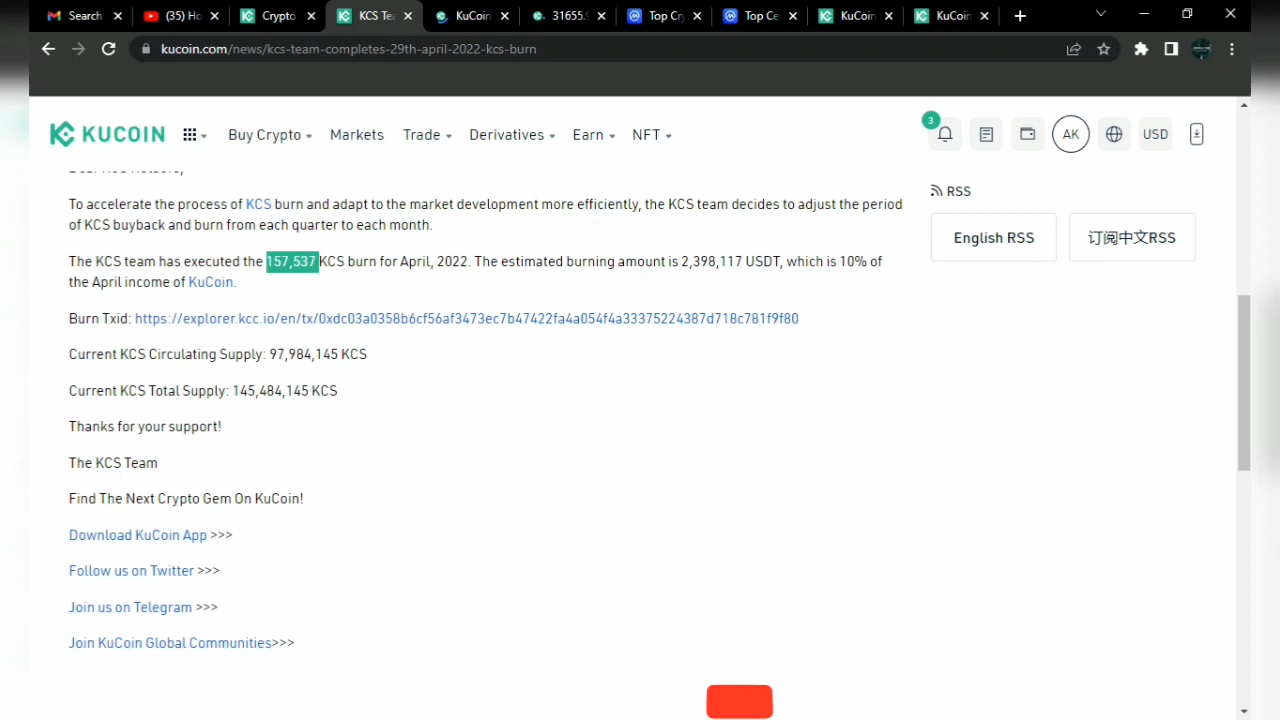 Search
(35) Ho
Crypto
KCS Tea
KuCoin
31655.
Top Cry
Top Ce
KuCoin
KuCoin
kucoin.com/news/kcs-team-completes-29th-april-2022-kcs-burn
KUCOIN Buy Crypto Markets Trade Derivatives Earn NFT 3 AK USD
To accelerate the process of KCS burn and adapt to the market development more efficiently, the KCS team decides to adjust the period
of KCS buyback and burn from each quarter to each month.
The KCS team has executed the 157,537 KCS burn for April, 2022. The estimated burning amount is 2,398,117 USDT, which is 10% of
the April income of KuCoin.
Burn Txid: https://explorer.kcc.io/en/tx/0xdc03a0358b6cf56af3473ec7b47422fa4a054f4a33375224387d718c781f9f80
Current KCS Circulating Supply: 97,984,145 KCS
Current KCS Total Supply: 145,484,145 KCS
Thanks for your support!
The KCS Team
Find The Next Crypto Gem On KuCoin!
Download KuCoin App >>>
Follow us on Twitter >>>
Join us on Telegram >>>
Join KuCoin Global Communities>>>
RSS
English RSS
订阅中文RSS